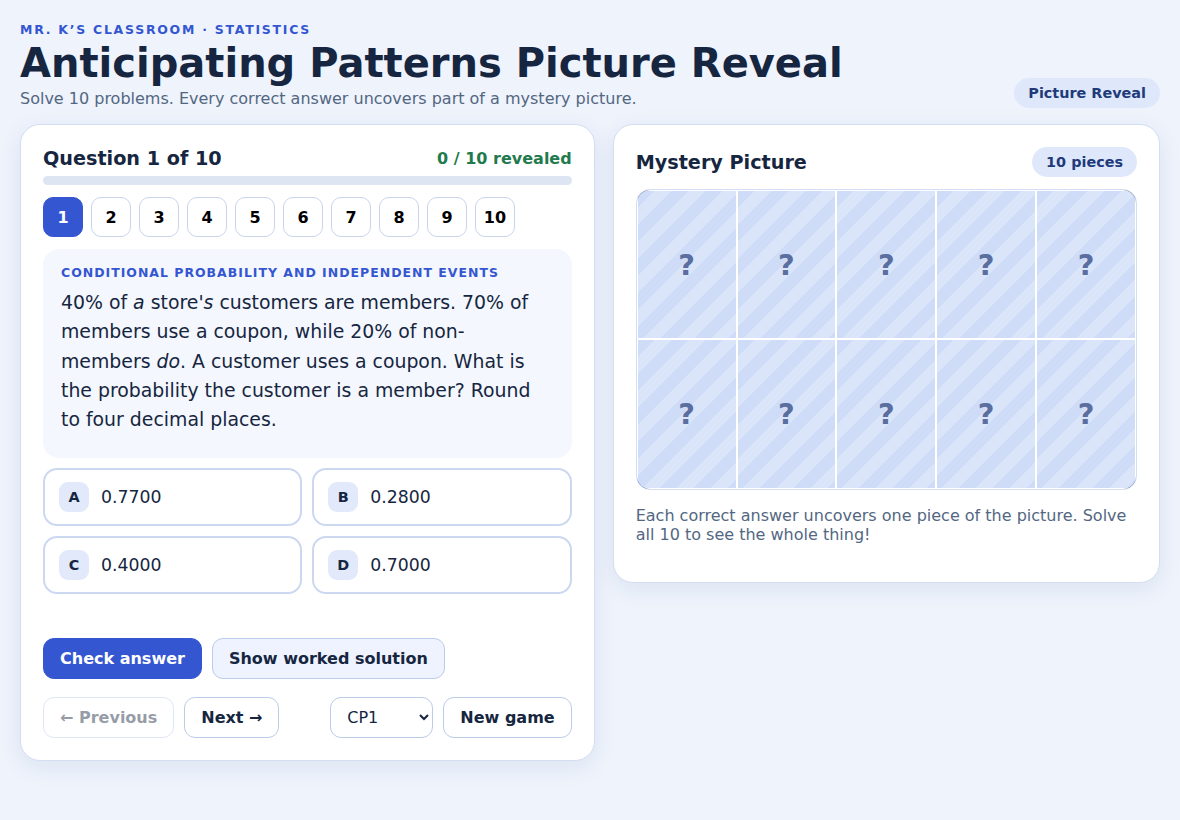 MR. K’S CLASSROOM · STATISTICS
Anticipating Patterns Picture Reveal
Solve 10 problems. Every correct answer uncovers part of a mystery picture.
Picture Reveal
Question 1 of 10
0 / 10 revealed
1 2 3 4 5 6 7 8 9 10
CONDITIONAL PROBABILITY AND INDEPENDENT EVENTS
40% of a store's customers are members. 70% of
members use a coupon, while 20% of non-
members do. A customer uses a coupon. What is
the probability the customer is a member? Round
to four decimal places.
A 0.7700
B 0.2800
C 0.4000
D 0.7000
Check answer
Show worked solution
← Previous
Next →
CP1
New game
Mystery Picture
10 pieces
? ? ? ? ?
? ? ? ? ?
Each correct answer uncovers one piece of the picture. Solve
all 10 to see the whole thing!